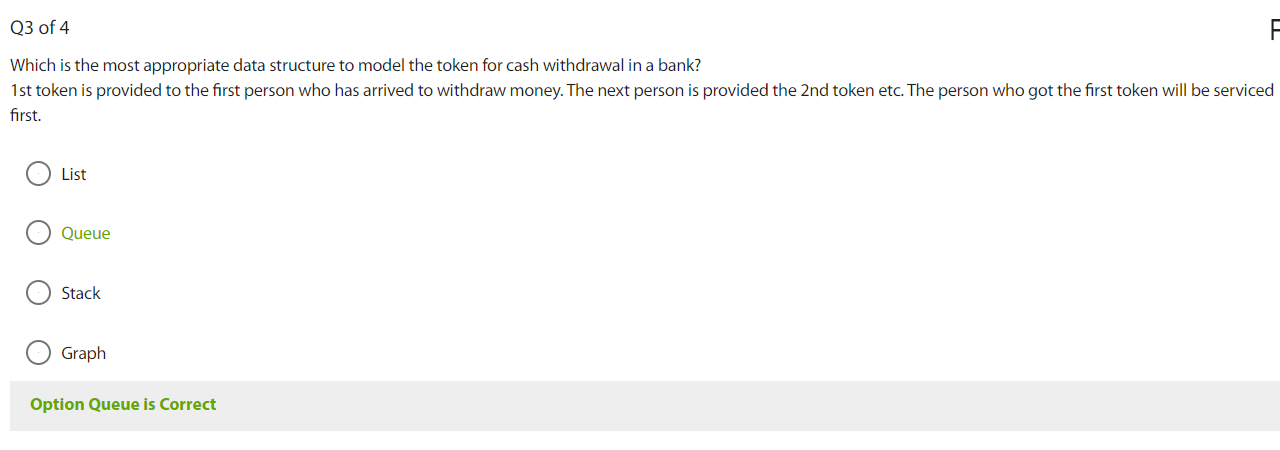 Q3 of 4
Which is the most appropriate data structure to model the token for cash withdrawal in a bank?
1st token is provided to the first person who has arrived to withdraw money. The next person is provided the 2nd token etc. The person who got the first token will be serviced
first.
List
Queue
Stack
Graph
Option Queue is Correct